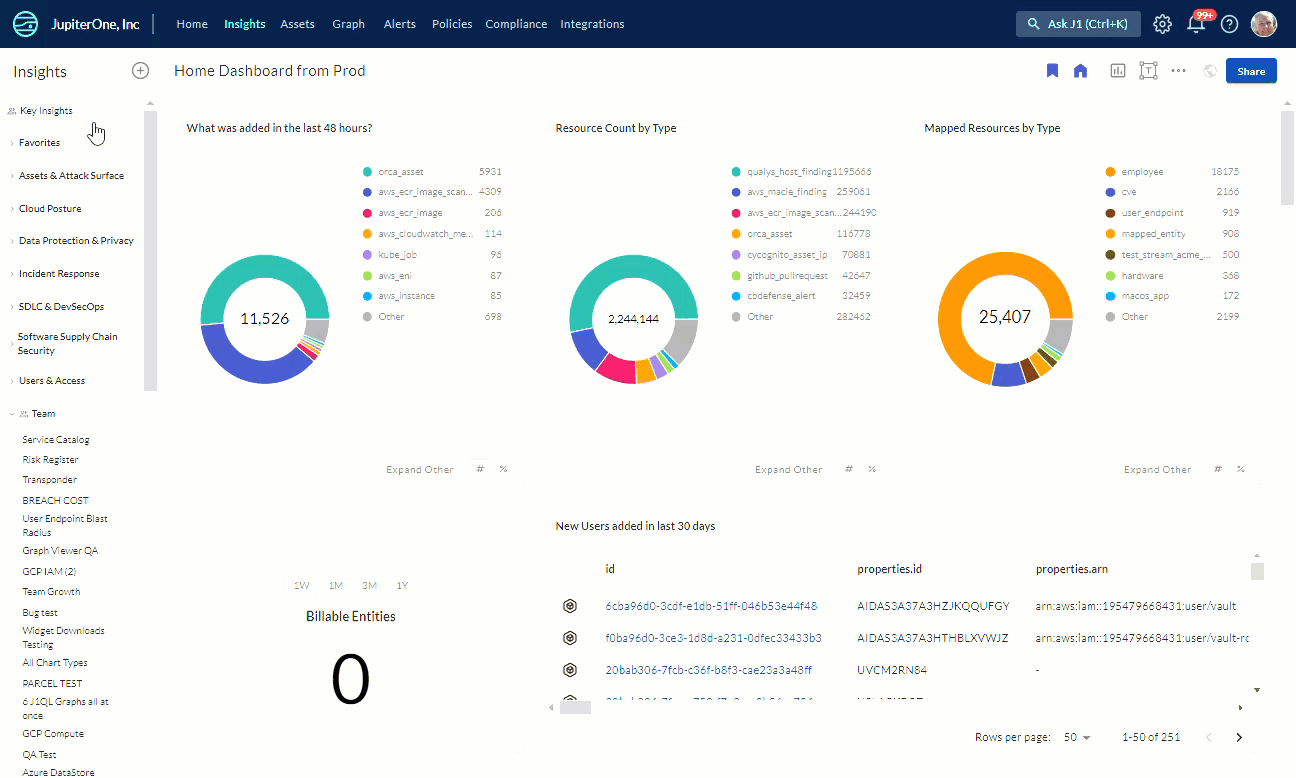 JupiterOne, Inc
Home Insights Assets Graph Alerts Policies Compliance Integrations
Ask J1 (Ctrl+K)
99+
Insights
Home Dashboard from Prod
Share
Key Insights
Favorites
Assets & Attack Surface
Cloud Posture
Data Protection & Privacy
Incident Response
SDLC & DevSecOps
Software Supply Chain
Security
Users & Access
Team
Service Catalog
Risk Register
Transponder
BREACH COST
User Endpoint Blast
Radius
Graph Viewer QA
GCP IAM (2)
Team Growth
Bug test
Widget Downloads
Testing
All Chart Types
PARCEL TEST
6 J1QL Graphs all at
once
GCP Compute
QA Test
Azure DataStore
What was added in the last 48 hours?
11,526
orca_asset 5931
aws_ecr_image_scan... 4309
aws_ecr_image 206
aws_cloudwatch_me... 114
kube_job 96
aws_eni 87
aws_instance 85
Other 698
Expand Other # %
Resource Count by Type
2,244,144
qualys_host_finding 1195666
aws_macie_finding 259061
aws_ecr_image_scan... 244190
orca_asset 116778
cycognito_asset_ip 70881
github_pullrequest 42647
cbdefense_alert 32459
Other 282462
Expand Other # %
Mapped Resources by Type
25,407
employee 18175
cve 2166
user_endpoint 919
mapped_entity 908
test_stream_acme_... 500
hardware 368
macos_app 172
Other 2199
Expand Other # %
1W 1M 3M 1Y
Billable Entities
0
New Users added in last 30 days
id properties.id properties.arn
6cba96d0-3cdf-e1db-51ff-046b53e44f48 AIDAS3A37A3HZJKQQUFGY arn:aws:iam::195479668431:user/vault
f0ba96d0-3ce3-1d8d-a231-0dfec33433b3 AIDAS3A37A3HTHBLXVWJZ arn:aws:iam::195479668431:user/vault-rc
20bab306-7fcb-c36f-b8f3-cae23a3a48ff UVCM2RN84 -
Rows per page: 50 1-50 of 251